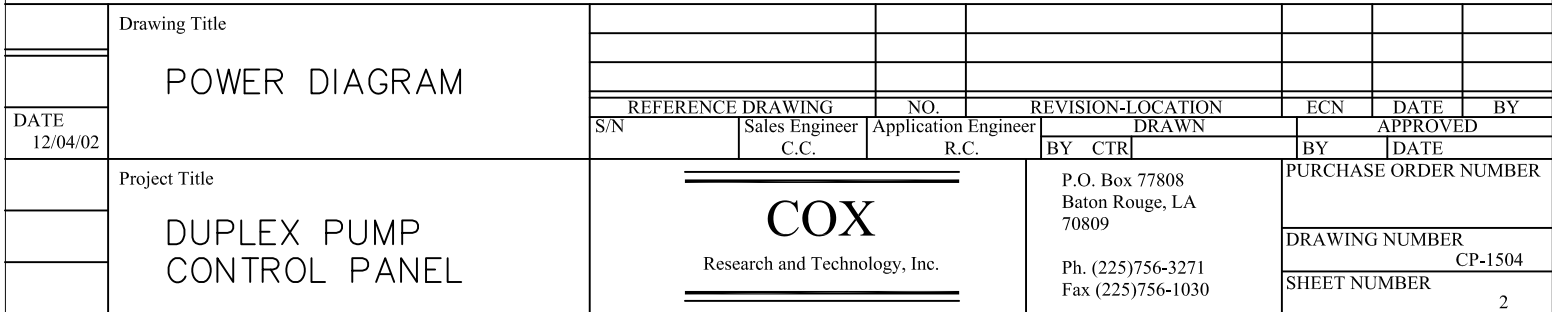 Drawing Title
POWER DIAGRAM
DATE
12/04/02
REFERENCE DRAWING NO. REVISION-LOCATION ECN DATE BY
S/N Sales Engineer Application Engineer DRAWN APPROVED
C.C. R.C. BY CTR BY DATE
Project Title
DUPLEX PUMP
CONTROL PANEL
COX
Research and Technology, Inc.
P.O. Box 77808
Baton Rouge, LA
70809
Ph. (225)756-3271
Fax (225)756-1030
PURCHASE ORDER NUMBER
DRAWING NUMBER
CP-1504
SHEET NUMBER
2